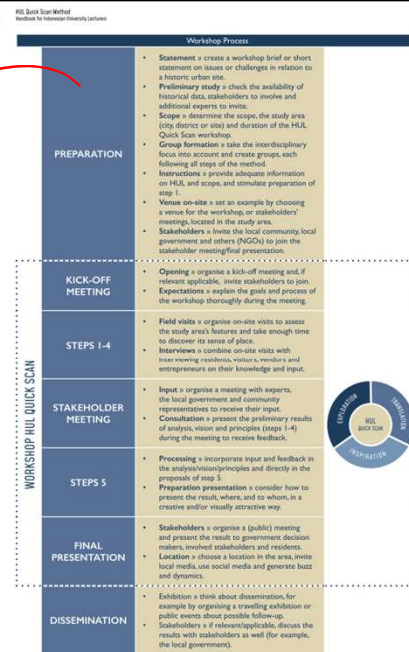 HUL Quick Scan Method
Handbook for Indonesian University Lecturers
Workshop Process
PREPARATION
• Statement » create a workshop brief or short
statement on issues or challenges in relation to
a historic urban site.
• Preliminary study » check the availability of
historical data, stakeholders to involve and
additional experts to invite.
• Scope » determine the scope, the study area
(city, district or site) and duration of the HUL
Quick Scan workshop.
• Group formation » take the interdisciplinary
focus into account and create groups, each
following all steps of the method.
• Instructions » provide adequate information
on HUL and scope, and stimulate preparation of
step 1.
• Venue on-site » set an example by choosing
a venue for the workshop, or stakeholders'
meetings, located in the study area.
• Stakeholders » Invite the local community, local
government and others (NGOs) to join the
stakeholder meeting/final presentation.
WORKSHOP HUL QUICK SCAN
KICK-OFF
MEETING
• Opening » organise a kick-off meeting and, if
relevant applicable, invite stakeholders to join.
• Expectations » explain the goals and process of
the workshop thoroughly during the meeting.
STEPS 1-4
• Field visits » organise on-site visits to assess
the study area's features and take enough time
to discover its sense of place.
• Interviews » combine on-site visits with
interviewing residents, visitors, vendors and
entrepreneurs on their knowledge and input.
STAKEHOLDER
MEETING
• Input » organise a meeting with experts,
the local government and community
representatives to receive their input.
• Consultation » present the preliminary results
of analysis, vision and principles (steps 1-4)
during the meeting to receive feedback.
EXPLORATION
TRANSLATION
INSPIRATION
HUL
QUICK SCAN
STEPS 5
• Processing » incorporate input and feedback in
the analysis/vision/principles and directly in the
proposals of step 5.
• Preparation presentation » consider how to
present the result, where, and to whom, in a
creative and/or visually attractive way.
FINAL
PRESENTATION
• Stakeholders » organise a (public) meeting
and present the result to government decision
makers, involved stakeholders and residents.
• Location » choose a location in the area, invite
local media, use social media and generate buzz
and dynamics.
DISSEMINATION
• Exhibition » think about dissemination, for
example by organising a travelling exhibition or
public events about possible follow-up.
• Stakeholders » if relevant/applicable, discuss the
results with stakeholders as well (for example,
the local government).